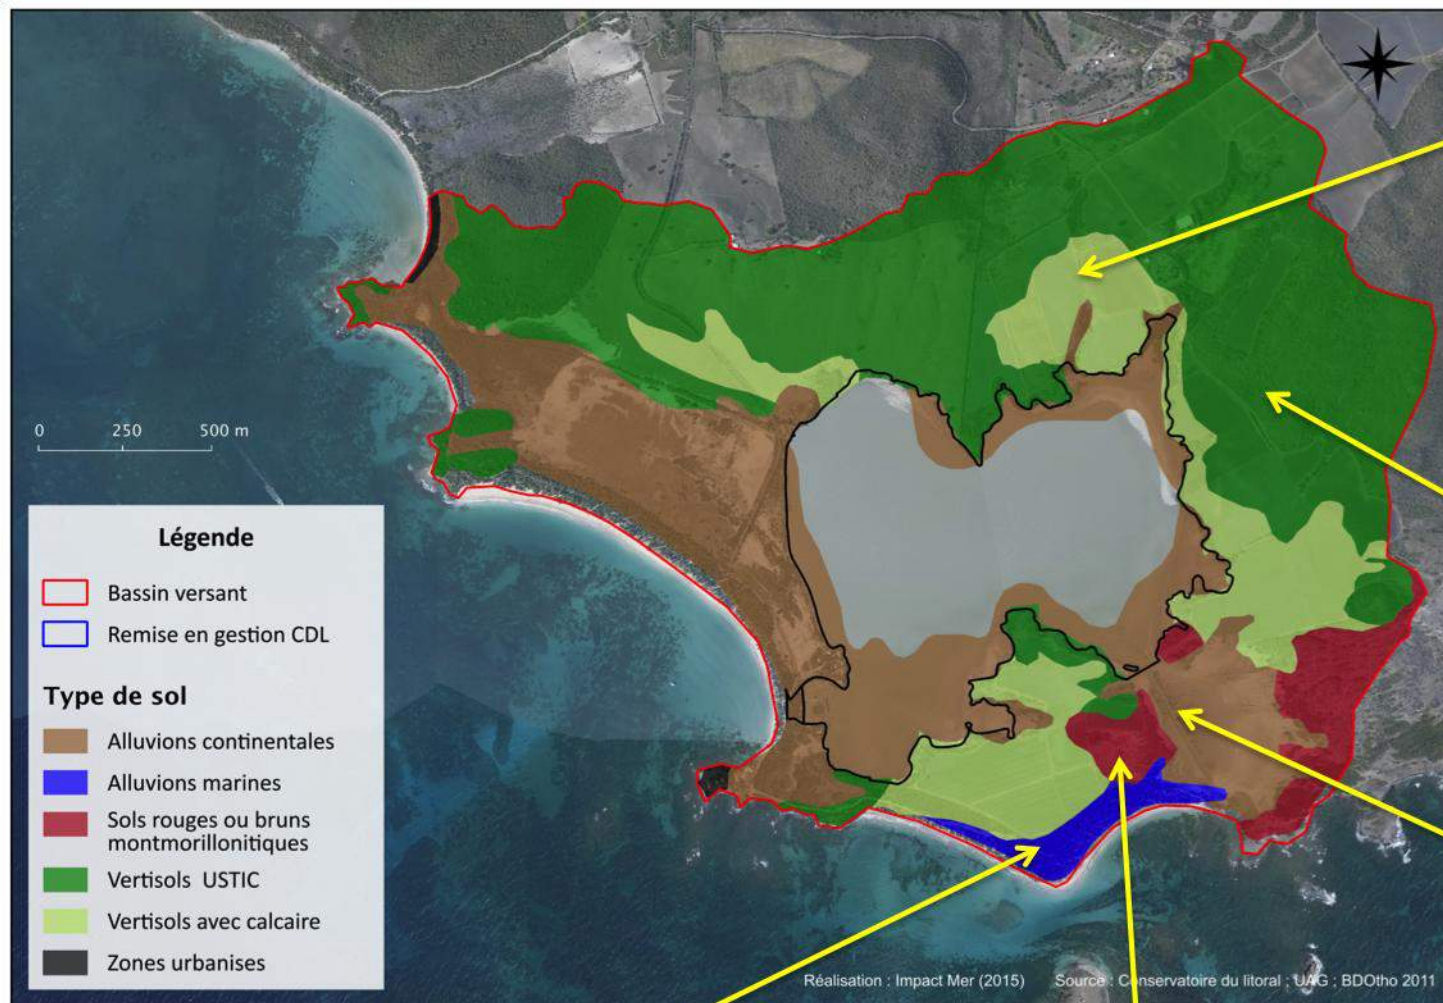 0 250 500 m
Légende
Bassin versant
Remise en gestion CDL
Type de sol
Alluvions continentales
Alluvions marines
Sols rouges ou bruns
montmorillonitiques
Vertisols USTIC
Vertisols avec calcaire
Zones urbanises
Réalisation : Impact Mer (2015) Source : Conservatoire du litoral ; UAG ; BDOtho 2011